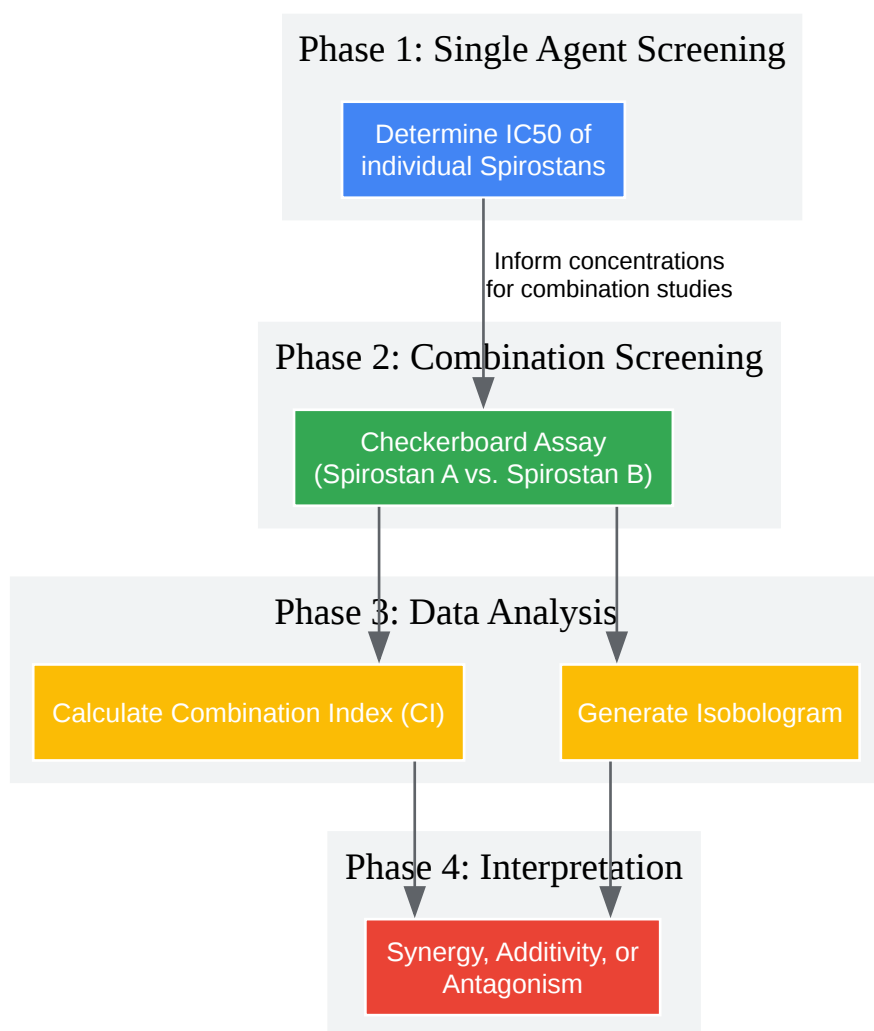 Phase 1: Single Agent Screening
Determine IC50 of
individual Spirostans
Inform concentrations
for combination studies
Phase 2: Combination Screening
Checkerboard Assay
(Spirostan A vs. Spirostan B)
Phase 3: Data Analysis
Calculate Combination Index (CI)
Generate Isobologram
Phase 4: Interpretation
Synergy, Additivity, or
Antagonism